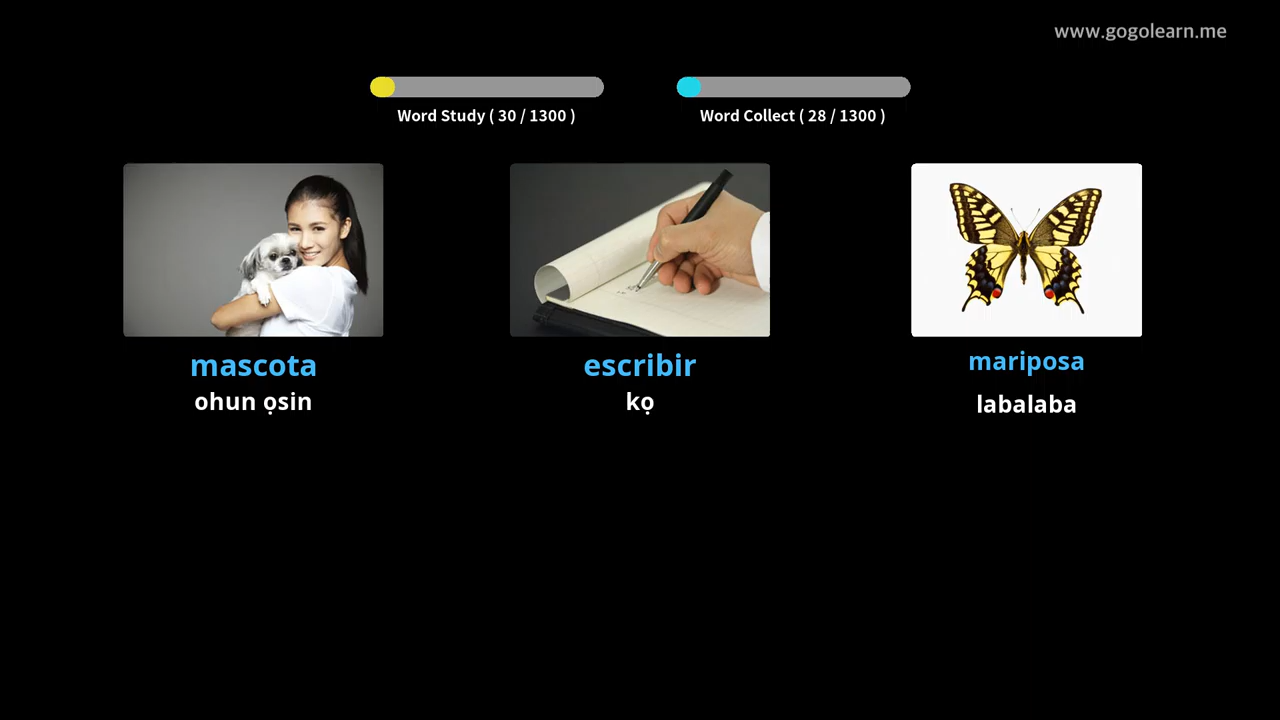 www.gogolearn.me
Word Study ( 30 / 1300 )
Word Collect ( 28 / 1300 )
mascota
ohun ọsin
escribir
kọ
mariposa
labalaba